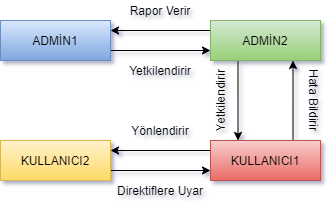 Rapor Verir
ADMİN1
ADMİN2
Yetkilendirir
Yetkilendirir
Hata Bildirir
Yönlendirir
KULLANICI2
KULLANICI1
Direktiflere Uyar